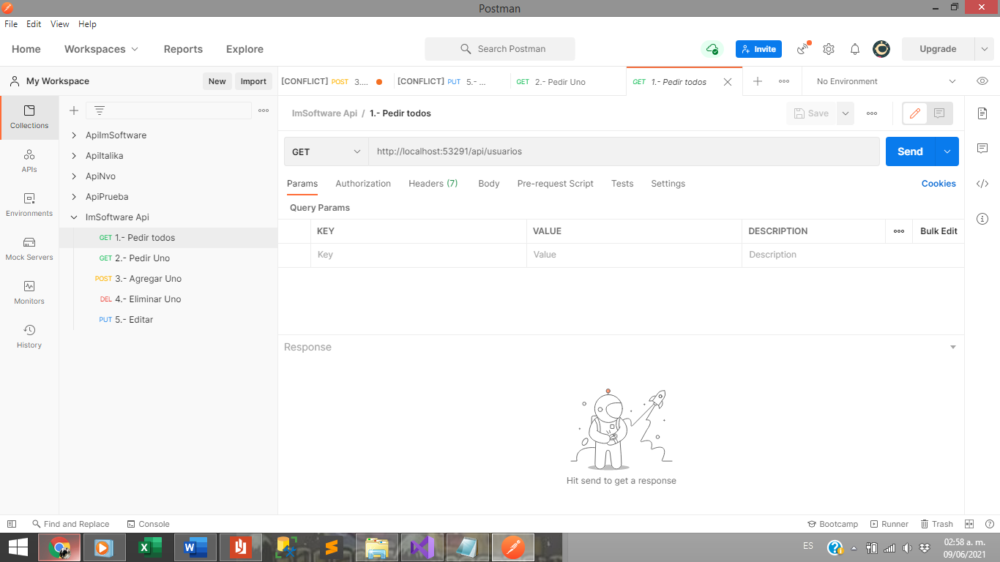 Postman
File Edit View Help
Home Workspaces Reports Explore Search Postman Invite Upgrade
My Workspace New Import
[CONFLICT] POST 3.... [CONFLICT] PUT 5.- ... GET 2.- Pedir Uno GET 1.- Pedir todos No Environment
Collections
APIs
Environments
Mock Servers
Monitors
History
ApiImSoftware
ApiItalika
ApiNvo
ApiPrueba
ImSoftware Api
GET 1.- Pedir todos
GET 2.- Pedir Uno
POST 3.- Agregar Uno
DEL 4.- Eliminar Uno
PUT 5.- Editar
ImSoftware Api / 1.- Pedir todos Save
GET http://localhost:53291/api/usuarios Send
Params Authorization Headers (7) Body Pre-request Script Tests Settings Cookies
Query Params
KEY VALUE DESCRIPTION Bulk Edit
Key Value Description
Response
Hit send to get a response
Find and Replace Console Bootcamp Runner Trash
ES
02:58 a. m.
09/06/2021